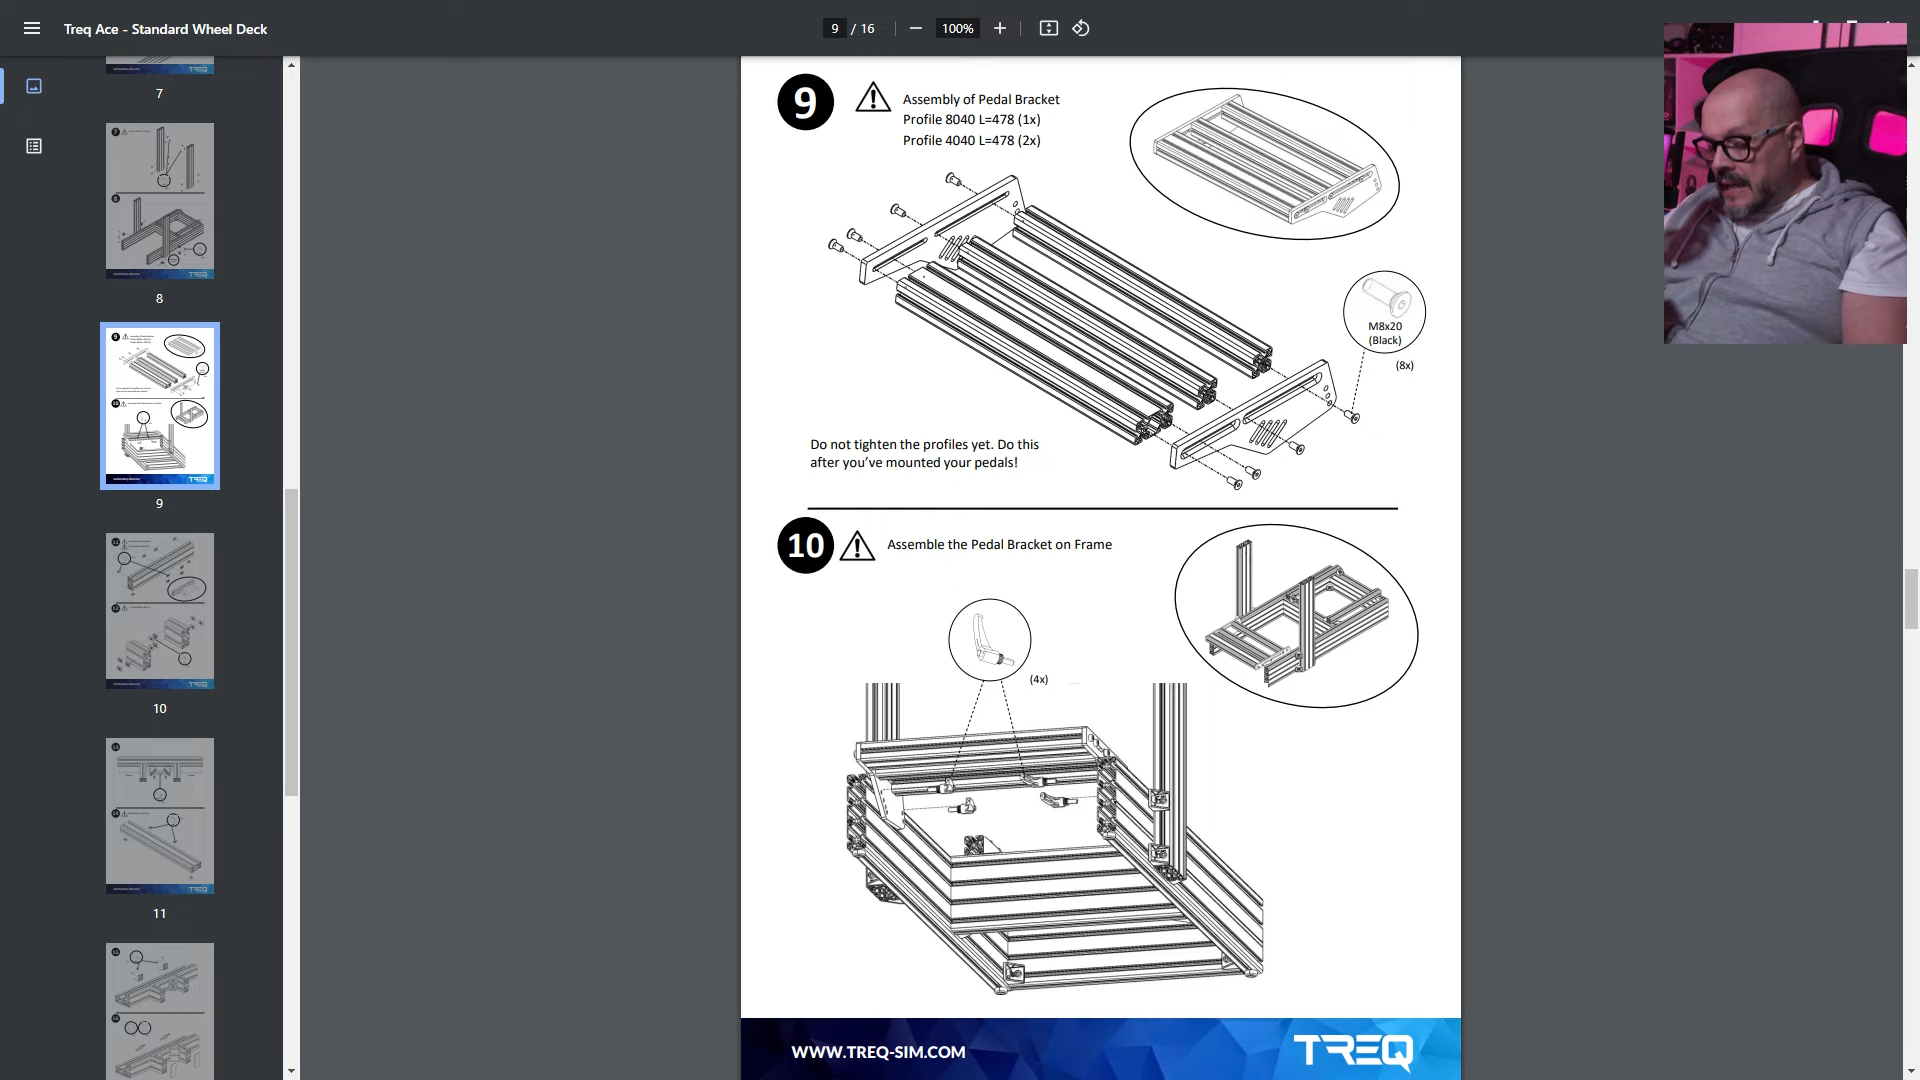 Treq Ace - Standard Wheel Deck
9 / 16
100%
7
8
9
10
11
9
Assembly of Pedal Bracket
Profile 8040 L=478 (1x)
Profile 4040 L=478 (2x)
M8x20
(Black)
(8x)
Do not tighten the profiles yet. Do this
after you've mounted your pedals!
10
Assemble the Pedal Bracket on Frame
(4x)
WWW.TREQ-SIM.COM
TREQ